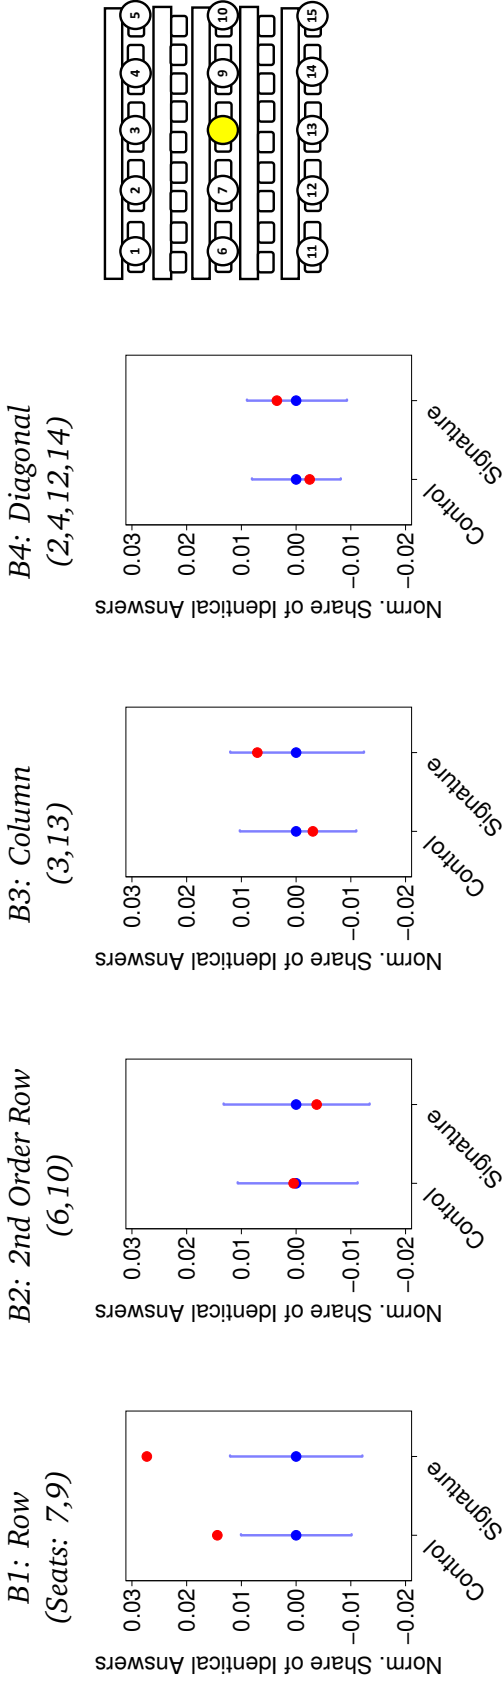 B1: Row
(Seats: 7,9)
Norm. Share of Identical Answers
0.03
0.02
0.01
0.00
−0.01
−0.02
Control
Signature
B2: 2nd Order Row
(6,10)
Norm. Share of Identical Answers
0.03
0.02
0.01
0.00
−0.01
−0.02
Control
Signature
B3: Column
(3,13)
Norm. Share of Identical Answers
0.03
0.02
0.01
0.00
−0.01
−0.02
Control
Signature
B4: Diagonal
(2,4,12,14)
Norm. Share of Identical Answers
0.03
0.02
0.01
0.00
−0.01
−0.02
Control
Signature
1 2 3 4 5
6 7 9 10
11 12 13 14 15